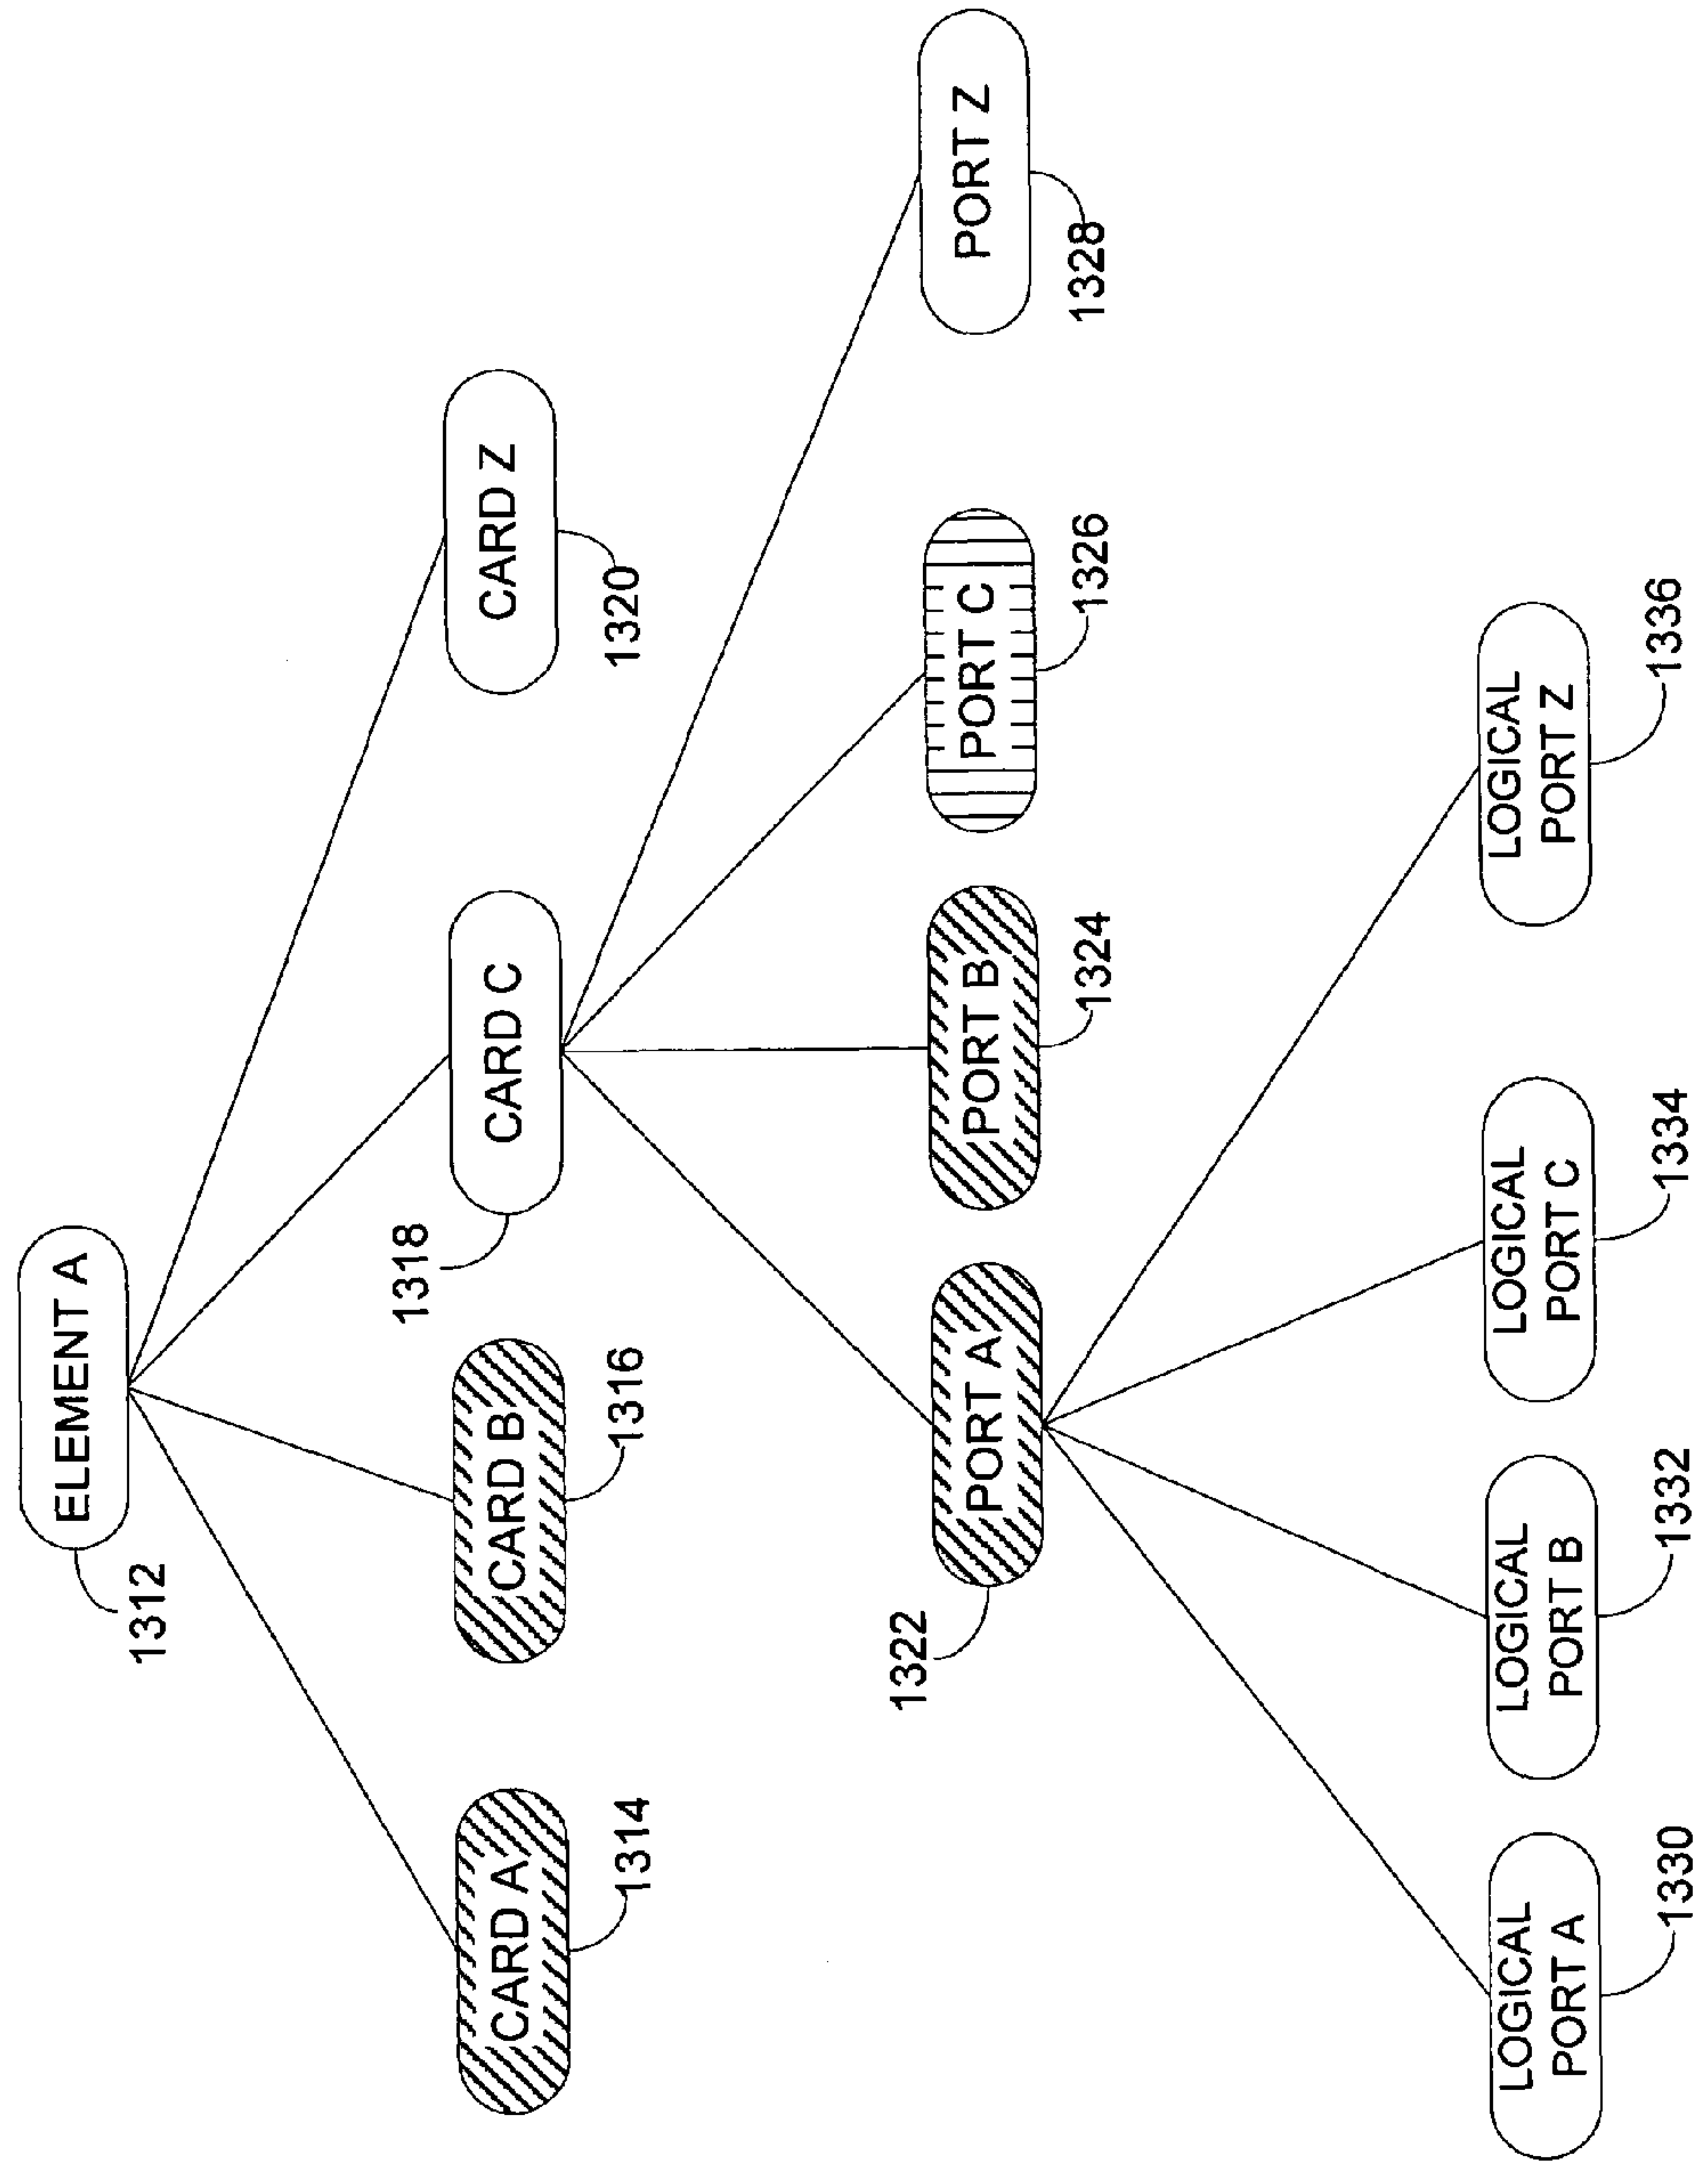 ELEMENT A
1312
CARD A
1314
CARD B
1316
CARD C
1318
CARD Z
1320
PORT A
1322
PORT B
1324
PORT C
1326
PORT Z
1328
LOGICAL
PORT A
1330
LOGICAL
PORT B
1332
LOGICAL
PORT C
1334
LOGICAL
PORT Z
1336